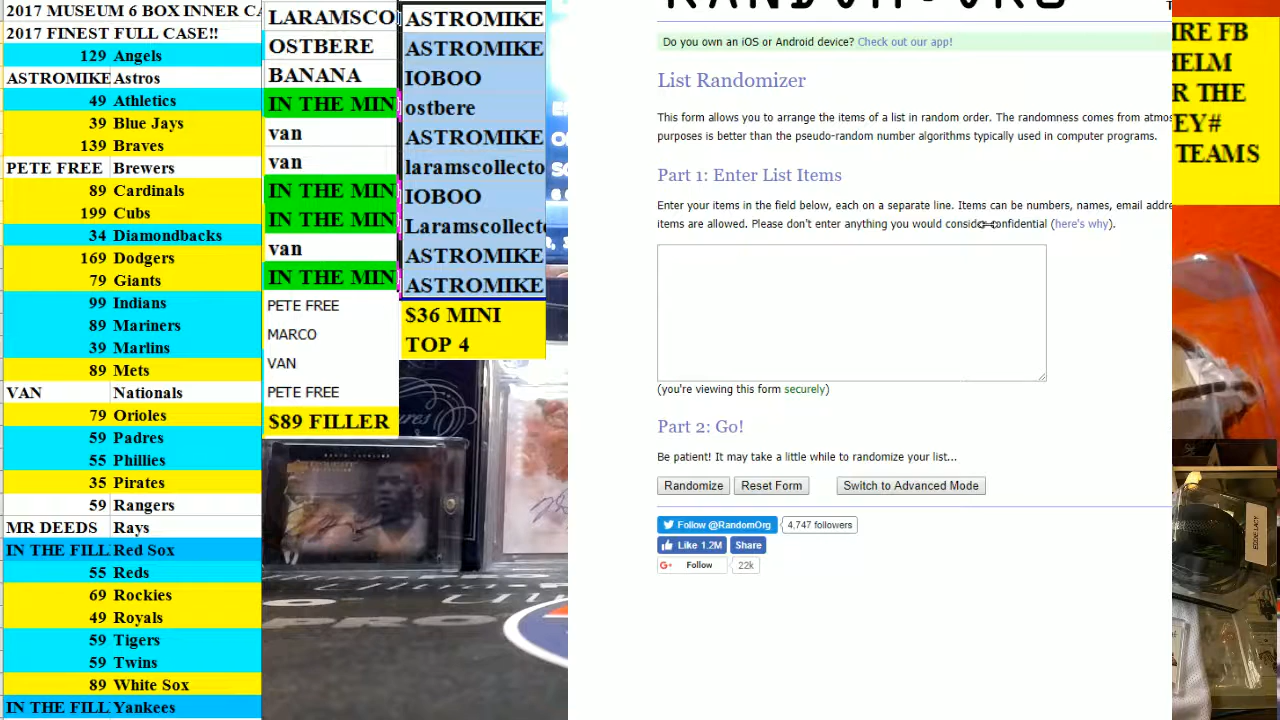 2017 MUSEUM 6 BOX INNER CA
2017 FINEST FULL CASE!!
129 Angels
ASTROMIKE Astros
49 Athletics
39 Blue Jays
139 Braves
PETE FREE Brewers
89 Cardinals
199 Cubs
34 Diamondbacks
169 Dodgers
79 Giants
99 Indians
89 Mariners
39 Marlins
89 Mets
VAN Nationals
79 Orioles
59 Padres
55 Phillies
35 Pirates
59 Rangers
MR DEEDS Rays
IN THE FILL Red Sox
55 Reds
69 Rockies
49 Royals
59 Tigers
59 Twins
89 White Sox
IN THE FILL Yankees
LARAMSCO
OSTBERE
BANANA
IN THE MIN
van
van
IN THE MIN
IN THE MIN
van
IN THE MIN
PETE FREE
MARCO
VAN
PETE FREE
$89 FILLER
ASTROMIKE
ASTROMIKE
IOBOO
ostbere
ASTROMIKE
laramscollecto
IOBOO
Laramscollect
ASTROMIKE
ASTROMIKE
$36 MINI
TOP 4
Do you own an iOS or Android device? Check out our app!
List Randomizer
This form allows you to arrange the items of a list in random order. The randomness comes from atmos
purposes is better than the pseudo-random number algorithms typically used in computer programs.
Part 1: Enter List Items
Enter your items in the field below, each on a separate line. Items can be numbers, names, email addre
items are allowed. Please don't enter anything you would consider confidential (here's why).
(you're viewing this form securely)
Part 2: Go!
Be patient! It may take a little while to randomize your list...
Randomize Reset Form Switch to Advanced Mode
Follow @RandomOrg 4,747 followers
Like 1.2M Share
Follow 22k
IRE FB
HELM
R THE
EY#
TEAMS
EDDIE LACY